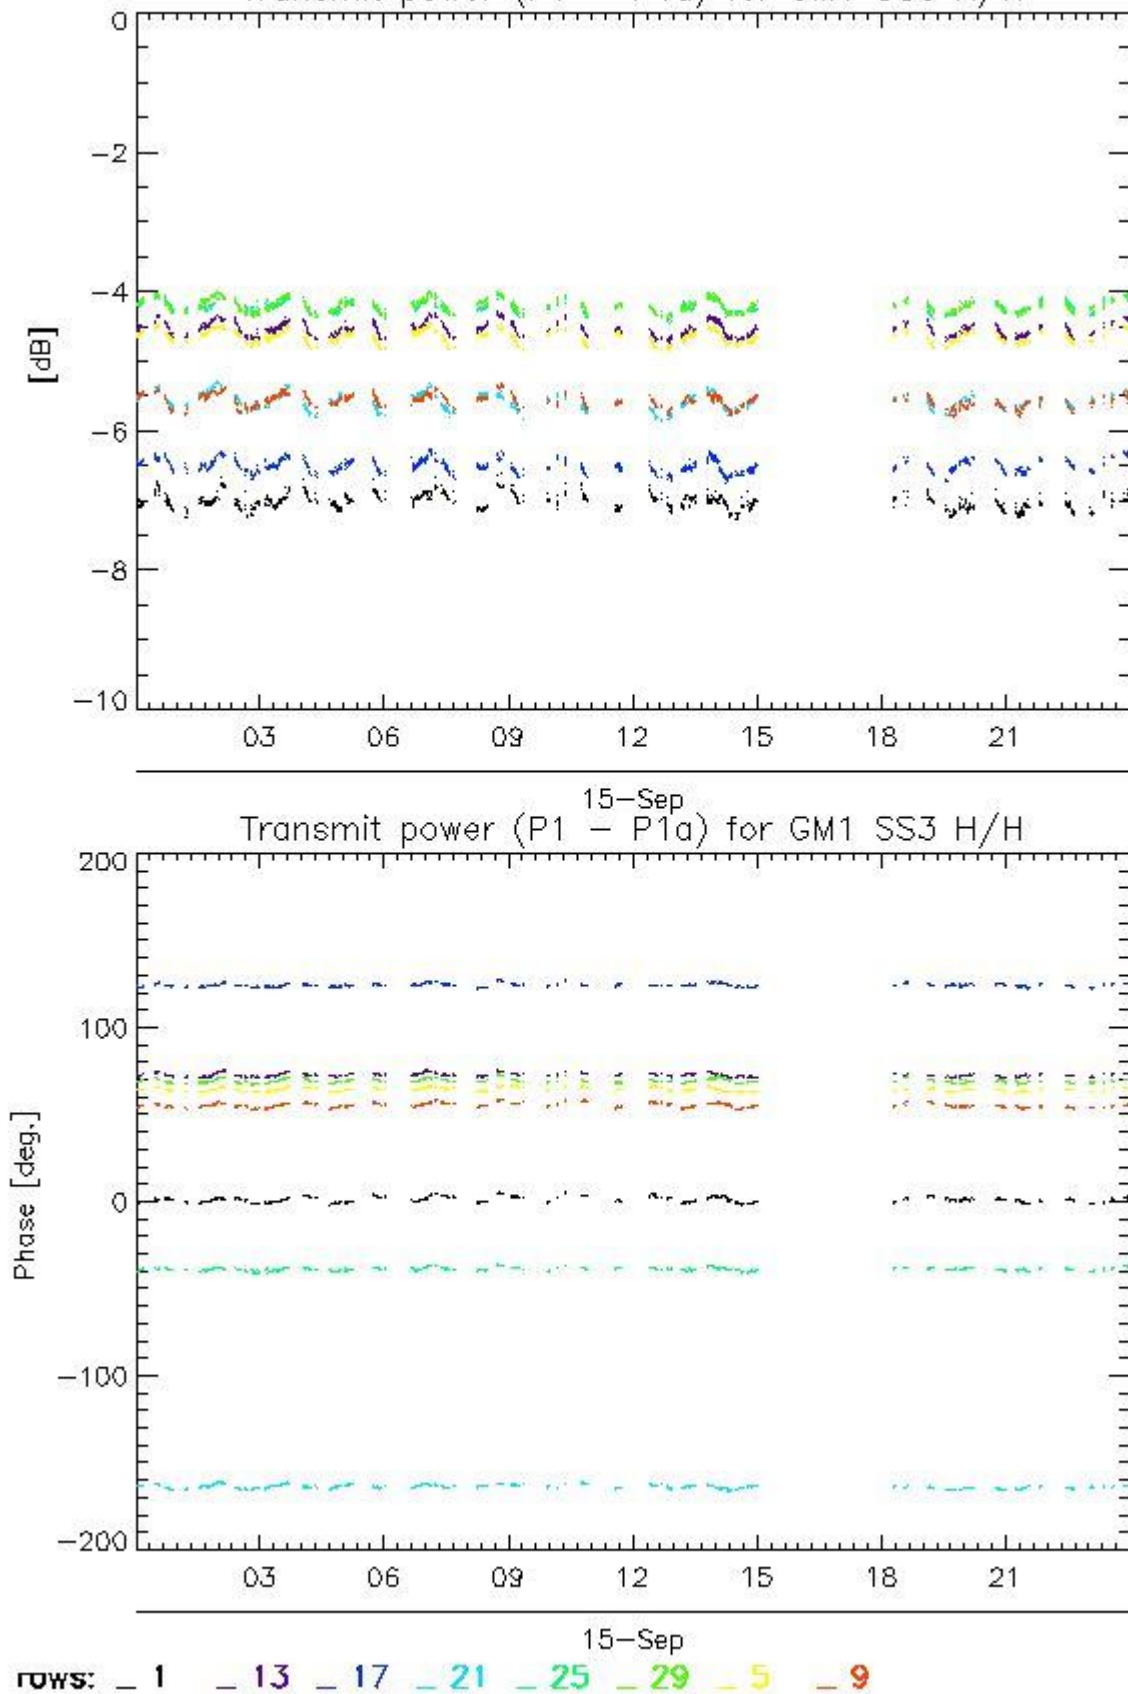 0
−2
−4
[dB]
−6
−8
−10
03 06 09 12 15 18 21
15−Sep
Transmit power (P1 − P1a) for GM1 SS3 H/H
200
100
Phase [deg.]
0
−100
−200
03 06 09 12 15 18 21
15−Sep
rows: _ 1 _ 13 _ 17 _ 21 _ 25 _ 29 _ 5 _ 9